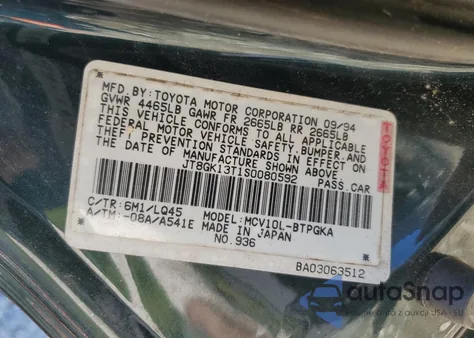 MFD. BY: TOYOTA MOTOR CORPORATION 09/94
GVWR 4465LB GAWR FR 2665LB RR 2665LB
THIS VEHICLE CONFORMS TO ALL APPLICABLE
FEDERAL MOTOR VEHICLE SAFETY,BUMPER,AND
THEFT PREVENTION STANDARDS IN EFFECT ON
THE DATE OF MANUFACTURE SHOWN ABOVE.
JT8GK13T1S0080592 PASS.CAR
TOYOTA
C/TR:6M1/LQ45 MODEL:MCV10L-BTPGKA
A/TM:-08A/A541E MADE IN JAPAN
NO.936
BA03063512
autoSnap